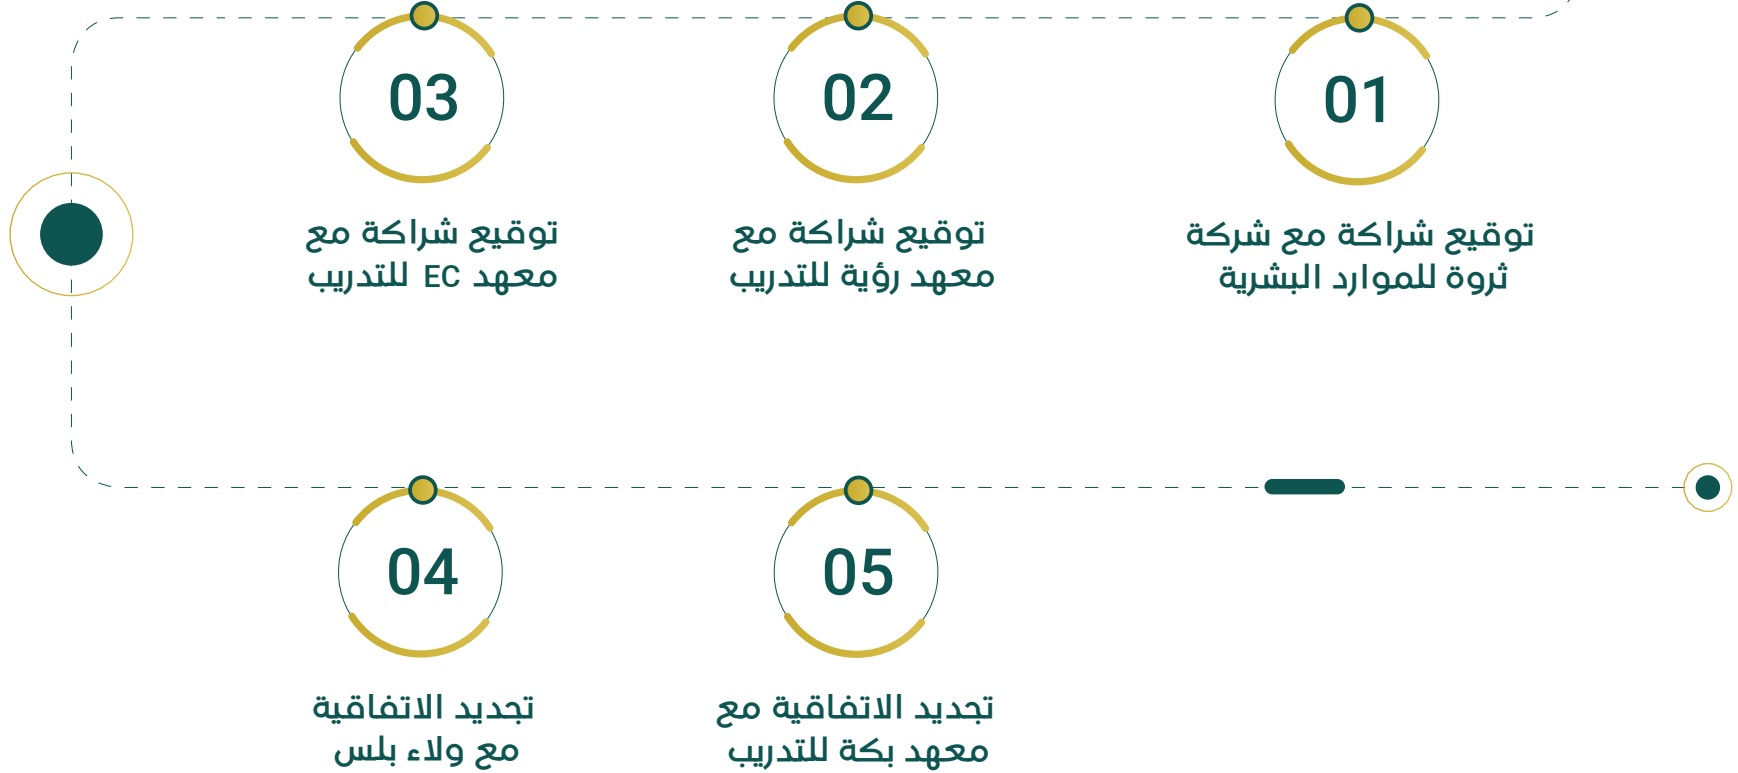 01
توقيع شراكة مع شركة
ثروة للموارد البشرية
02
توقيع شراكة مع
معهد رؤية للتدريب
03
توقيع شراكة مع
معهد EC للتدريب
04
تجديد الاتفاقية
مع ولاء بلس
05
تجديد الاتفاقية مع
معهد بكة للتدريب